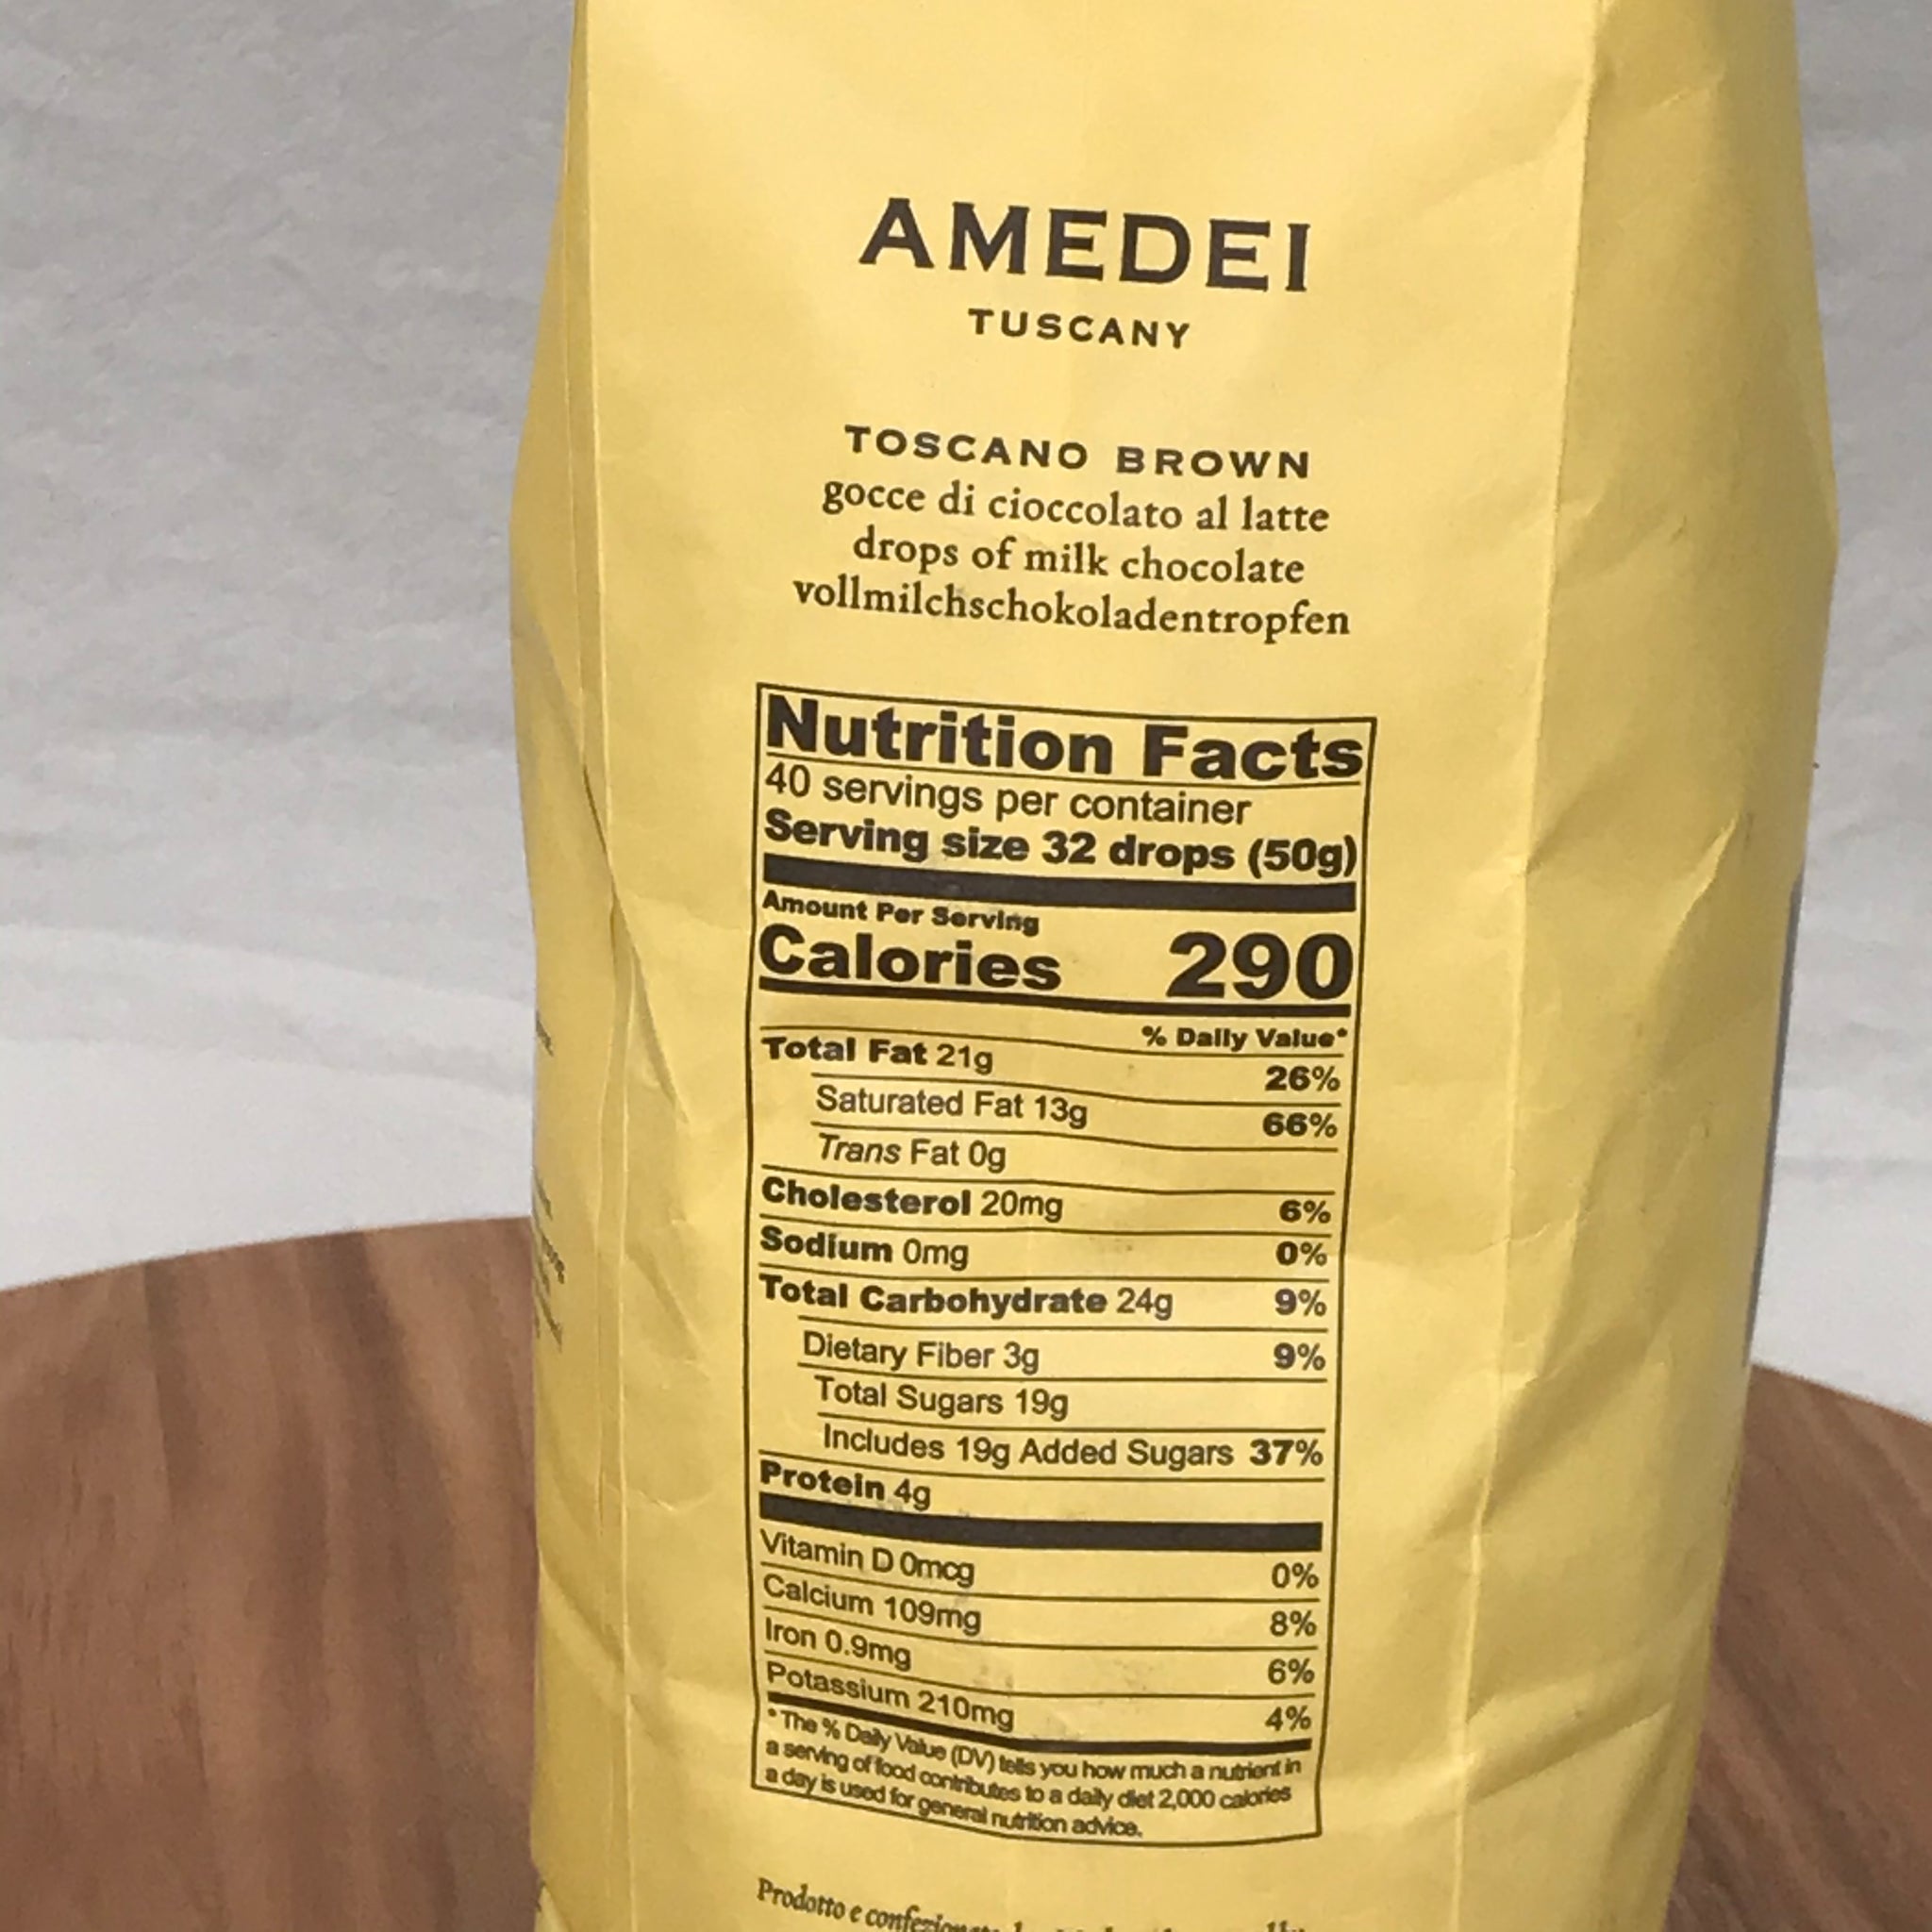 AMEDEI
TUSCANY
TOSCANO BROWN
gocce di cioccolato al latte
drops of milk chocolate
vollmilchschokoladentropfen
Nutrition Facts
40 servings per container
Serving size 32 drops (50g)
Amount Per Serving
Calories 290
% Daily Value*
Total Fat 21g 26%
Saturated Fat 13g 66%
Trans Fat 0g
Cholesterol 20mg 6%
Sodium 0mg 0%
Total Carbohydrate 24g 9%
Dietary Fiber 3g 9%
Total Sugars 19g
Includes 19g Added Sugars 37%
Protein 4g
Vitamin D 0mcg 0%
Calcium 109mg 8%
Iron 0.9mg 6%
Potassium 210mg 4%
* The % Daily Value (DV) tells you how much a nutrient in
a serving of food contributes to a daily diet 2,000 calories
a day is used for general nutrition advice.
Prodotto e